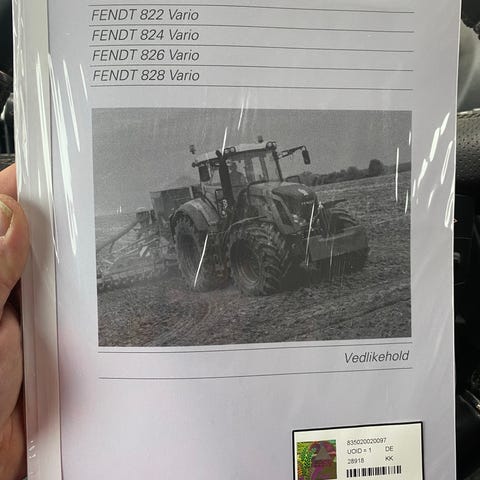 FENDT 822 Vario
FENDT 824 Vario
FENDT 826 Vario
FENDT 828 Vario
Vedlikehold
835020020097
UOID = 1 DE
28918 KK